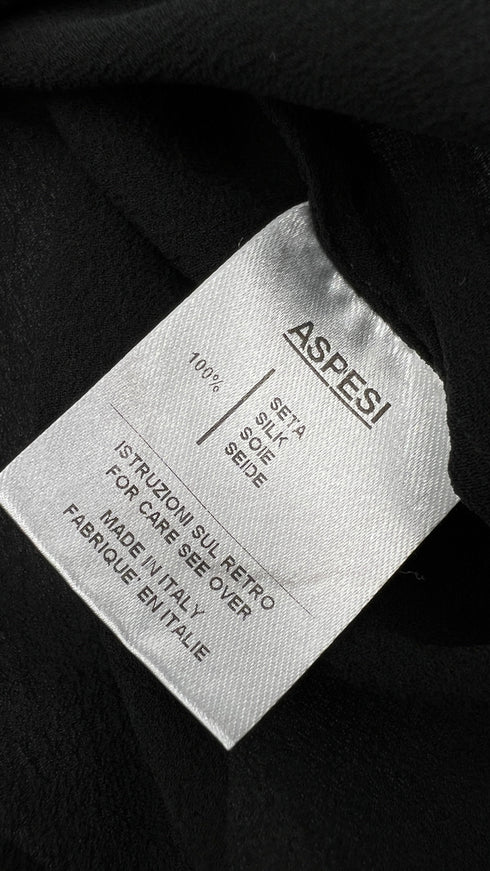 ASPESI
100%
SETA
SILK
SOIE
SEIDE
ISTRUZIONI SUL RETRO
FOR CARE SEE OVER
MADE IN ITALY
FABRIQUE EN ITALIE